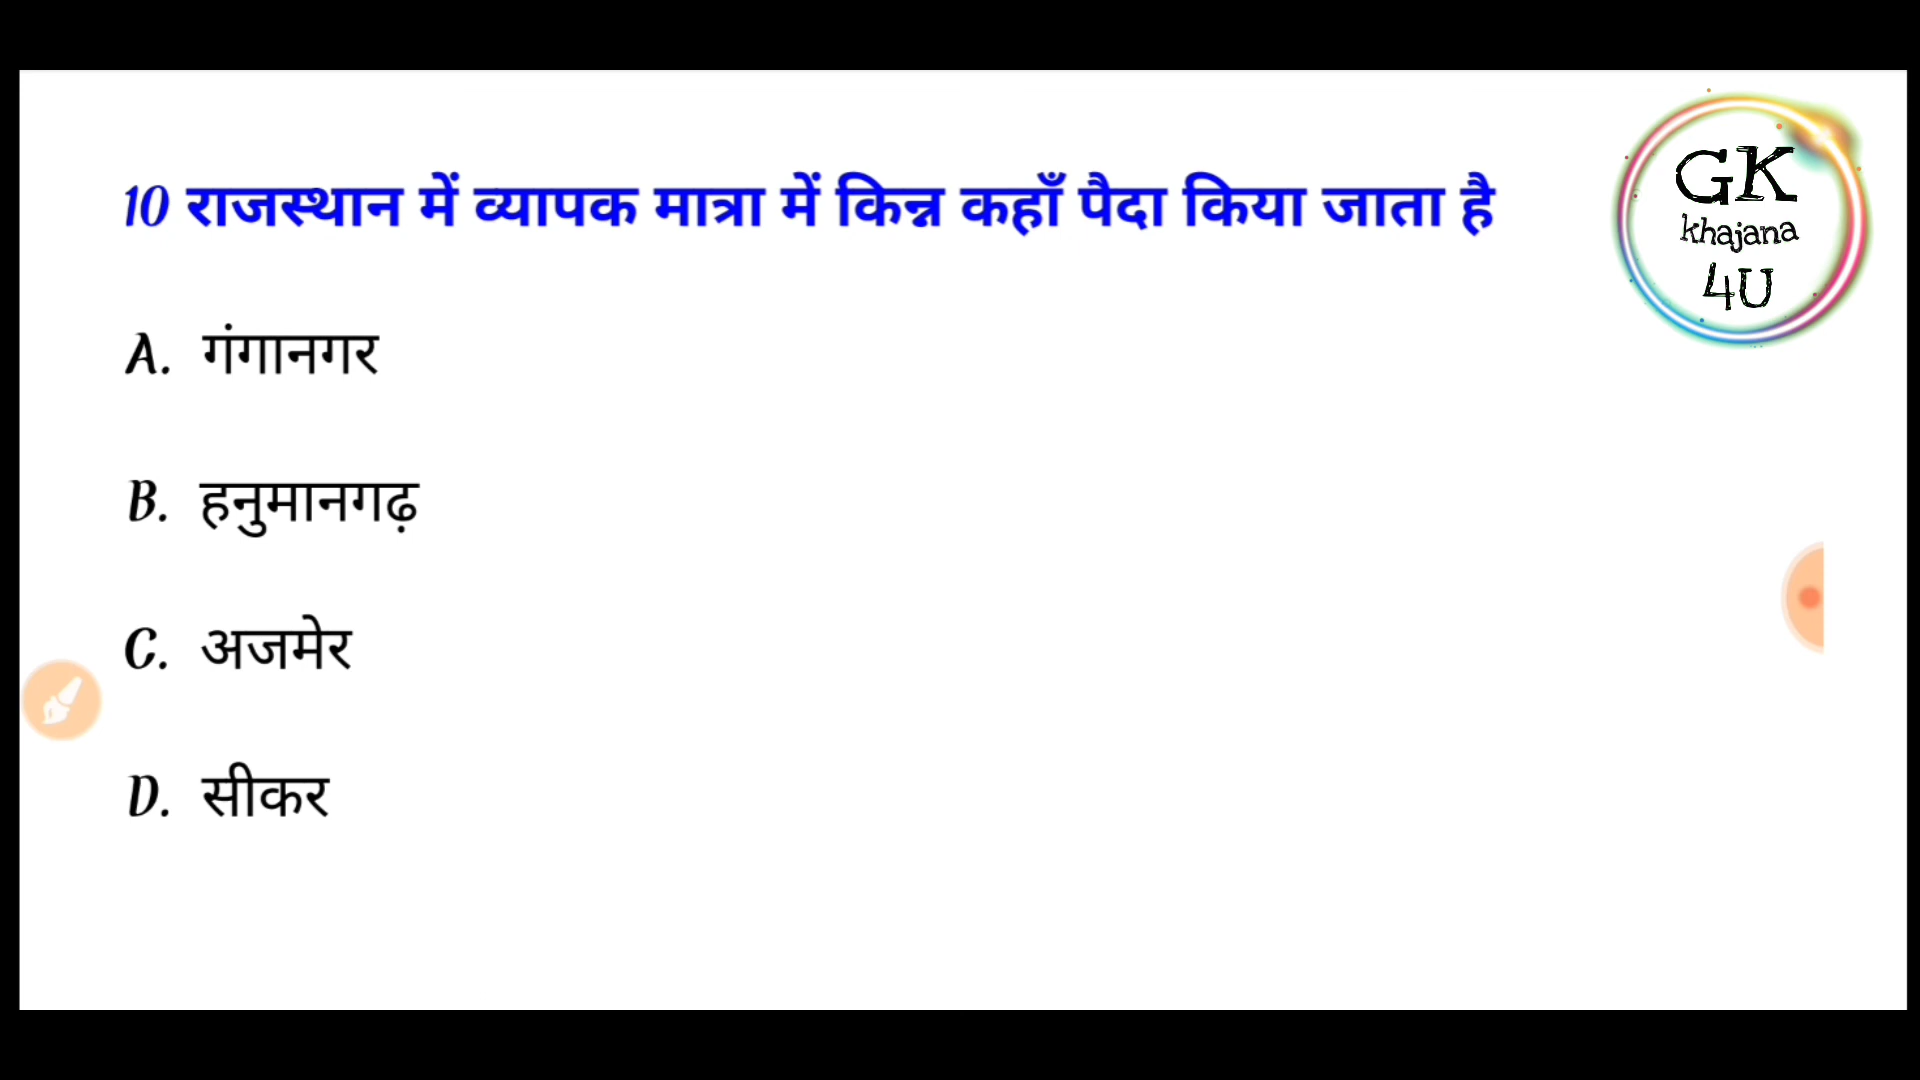 10 राजस्थान में व्यापक मात्रा में किन्न कहाँ पैदा किया जाता है
GK
khajana
4U
A. गंगानगर
B. हनुमानगढ़
C. अजमेर
D. सीकर